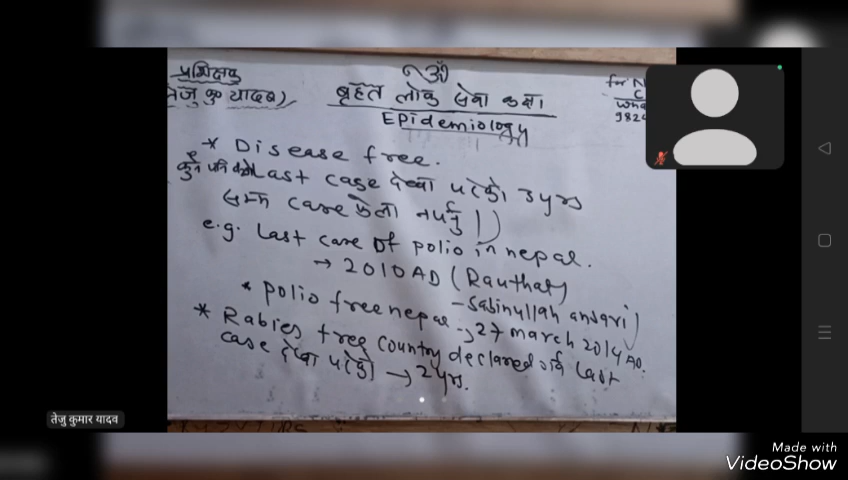 ॐ
प्रशिक्षक
तेजु कु यादव)
बृहत लोक सेवा कक्षा
Epidemiology
* Disease free.
कुनै पनि Last case देखा परेको 3yrs
सम्म case फेला नपर्नु।)
e.g. Last care of polio in nepal.
→ 2010 AD (Rauthat)
- Sabinullah ansari)
* polio free nepal → 27 march 2014 AD.
* Rabies free country declared गर्न last
case देखा परेको → 2yrs.
तेजु कुमार यादव
Made with
VideoShow